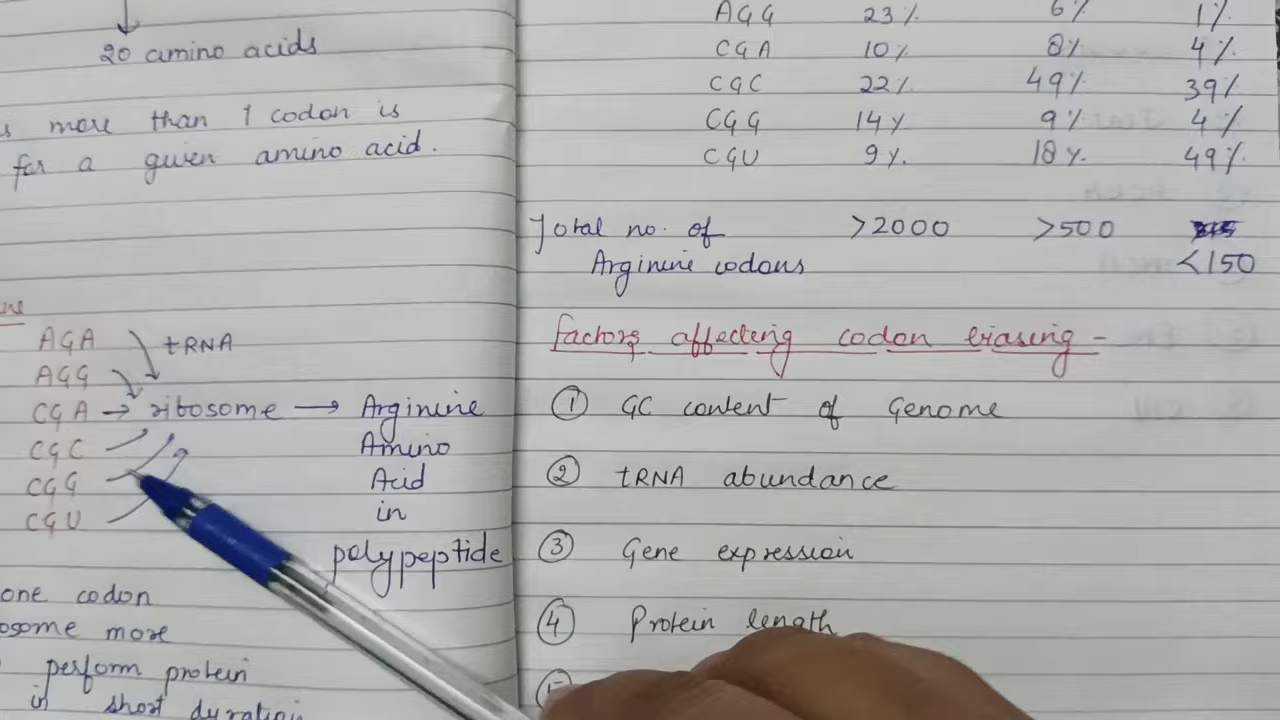 20 amino acids
more than 1 codon is
for a given amino acid.
AGA tRNA
AGG
CGA → ribosome → Arginine
CGC Amino
CGG Acid
CGU in
polypeptide
one codon
more
perform protein
in short duration
AGG 23% 6% 1%
CGA 10% 8% 4%
CGC 22% 49% 39%
CGG 14% 9% 4%
CGU 9%. 18%. 49%.
Total no. of >2000 >500
Arginine codons <150
Factors affecting codon biasing -
① GC content of Genome
② tRNA abundance
③ Gene expression
④ Protein length